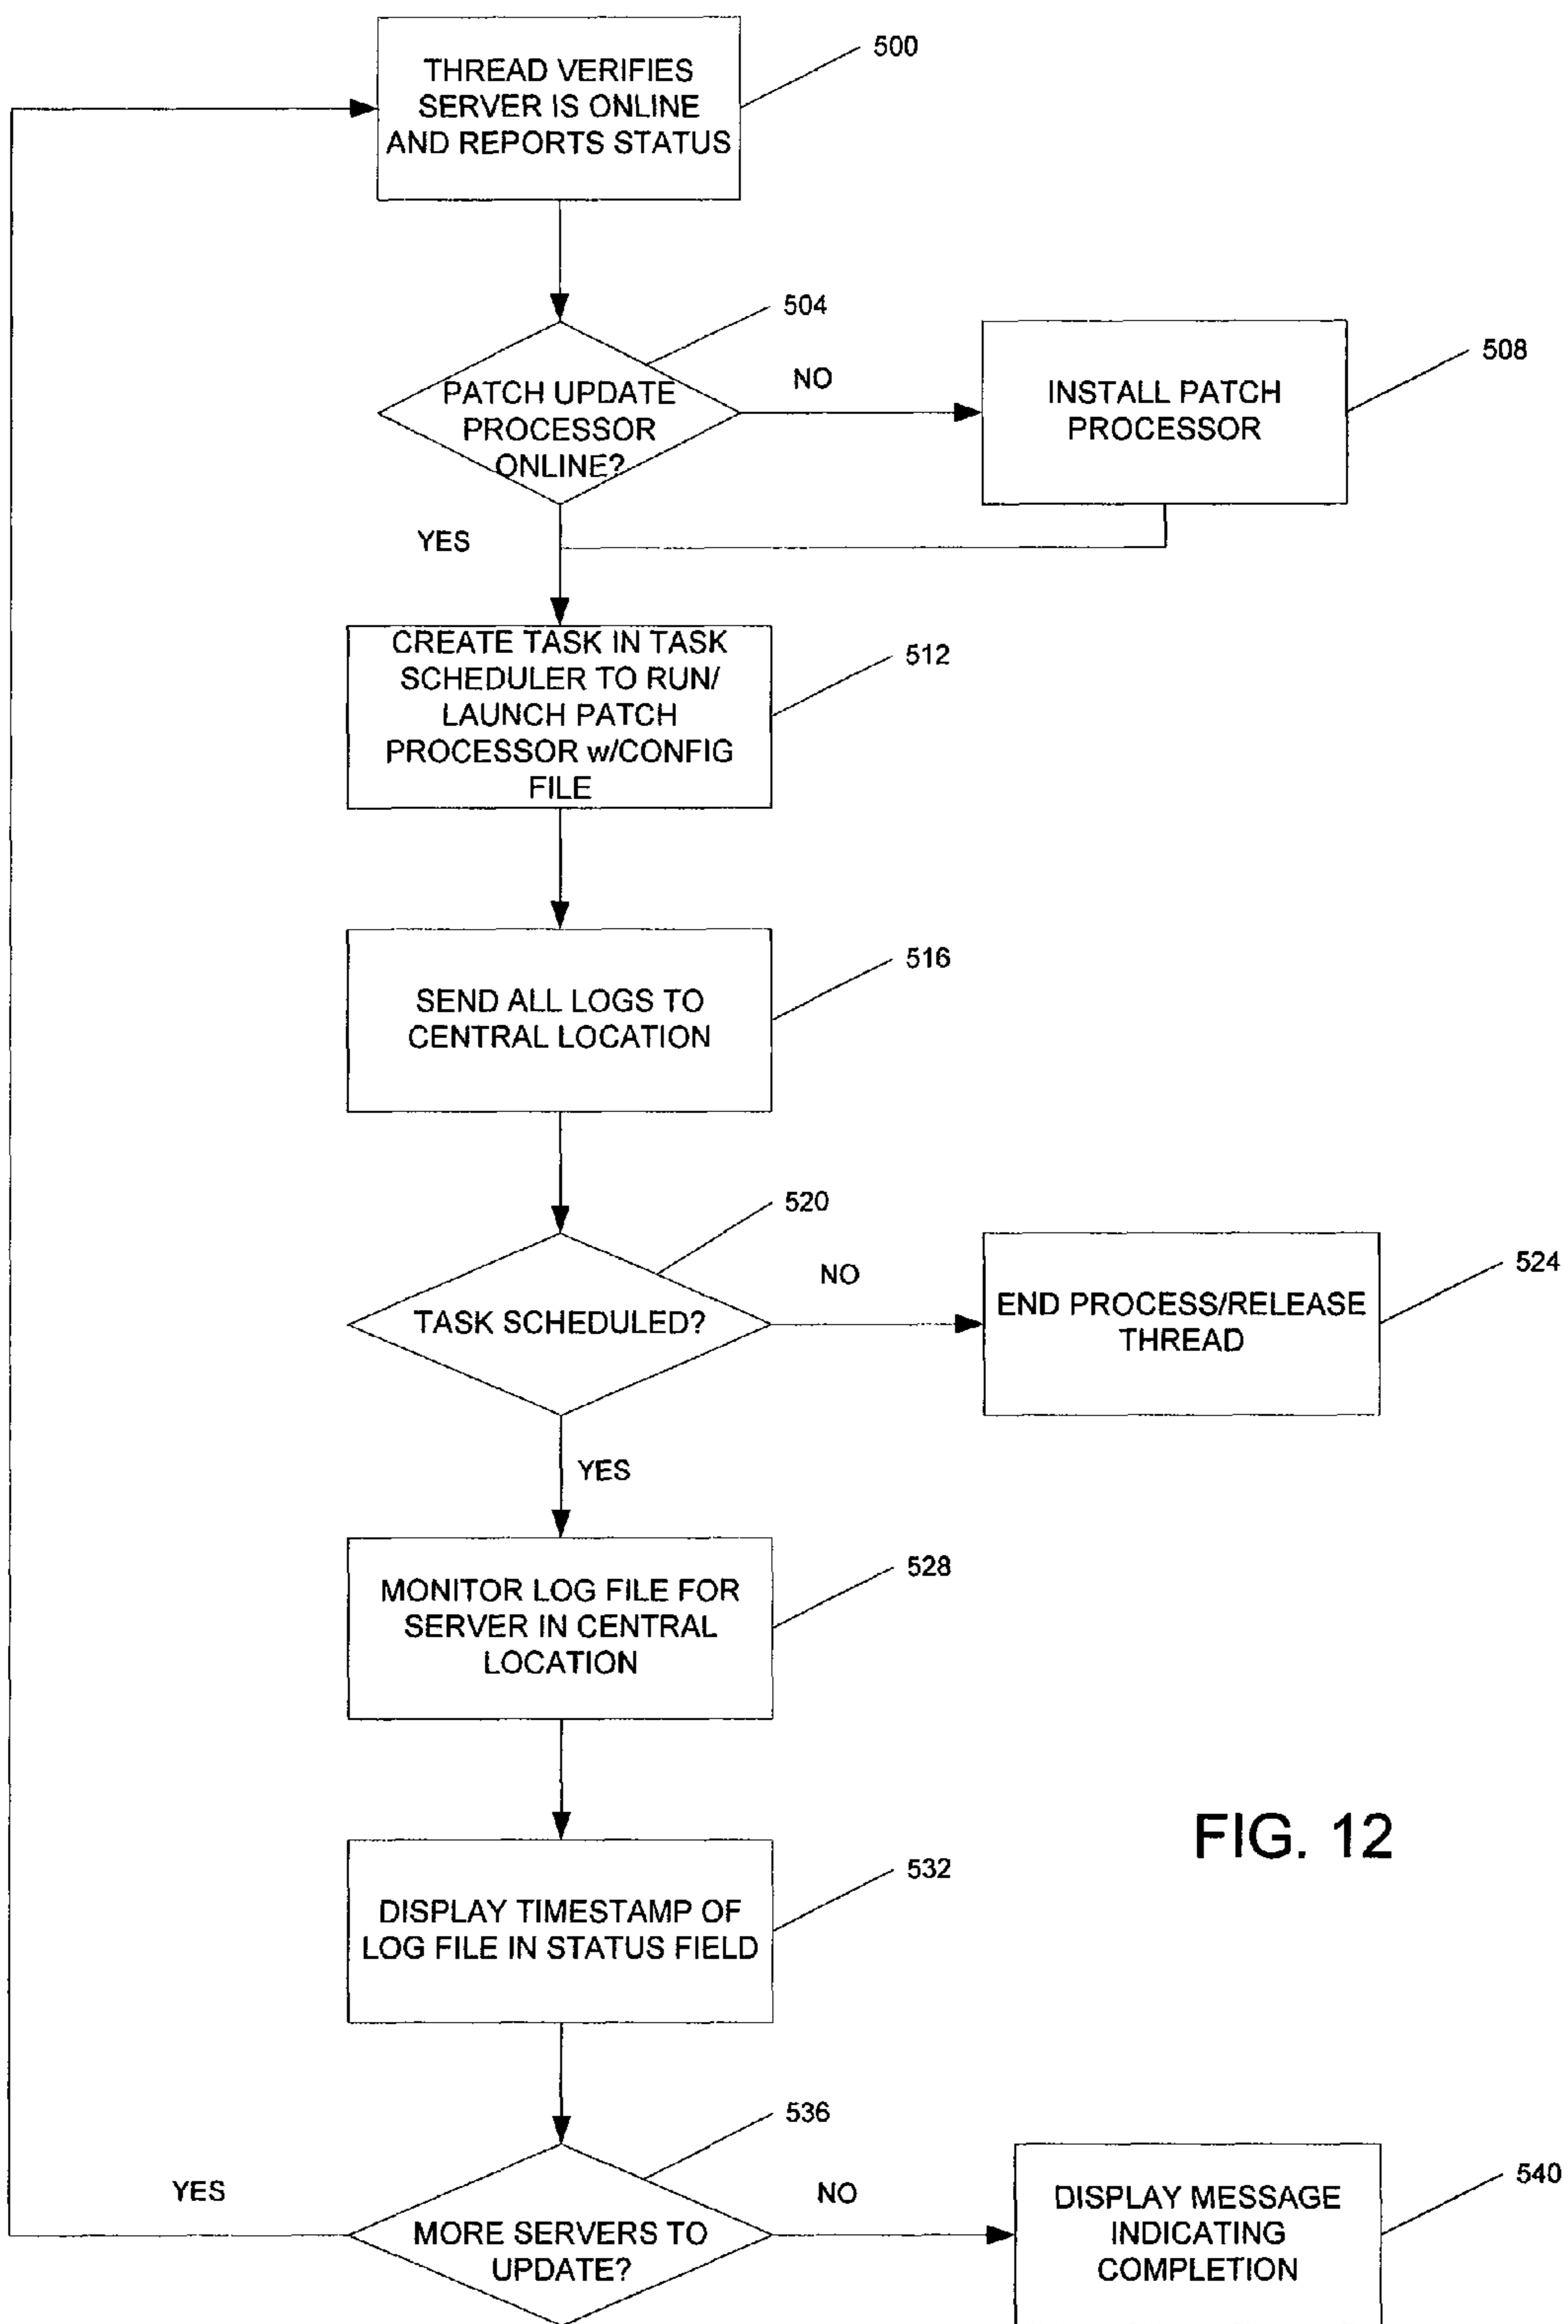 THREAD VERIFIES
SERVER IS ONLINE
AND REPORTS STATUS
500
PATCH UPDATE
PROCESSOR
ONLINE?
504
NO
INSTALL PATCH
PROCESSOR
508
YES
CREATE TASK IN TASK
SCHEDULER TO RUN/
LAUNCH PATCH
PROCESSOR w/CONFIG
FILE
512
SEND ALL LOGS TO
CENTRAL LOCATION
516
TASK SCHEDULED?
520
NO
END PROCESS/RELEASE
THREAD
524
YES
MONITOR LOG FILE FOR
SERVER IN CENTRAL
LOCATION
528
DISPLAY TIMESTAMP OF
LOG FILE IN STATUS FIELD
532
FIG. 12
MORE SERVERS TO
UPDATE?
536
YES
NO
DISPLAY MESSAGE
INDICATING
COMPLETION
540